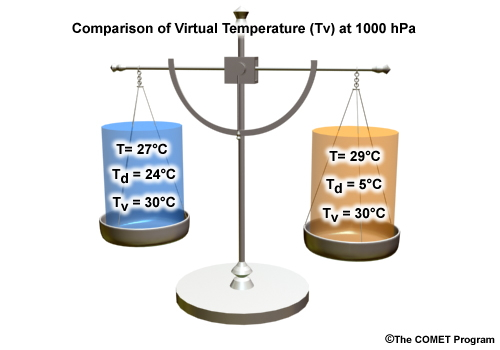 Comparison of Virtual Temperature (Tv) at 1000 hPa
T= 27°C
Td = 24°C
Tv = 30°C
T= 29°C
Td = 5°C
Tv = 30°C
©The COMET Program